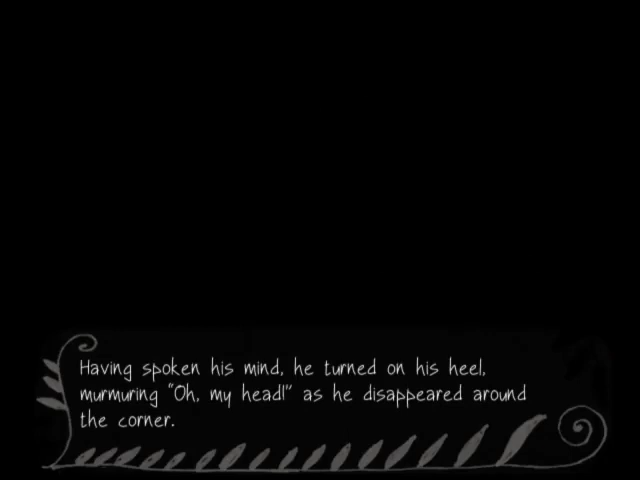 Having spoken his mind, he turned on his heel,
murmuring "Oh, my head!" as he disappeared around
the corner.